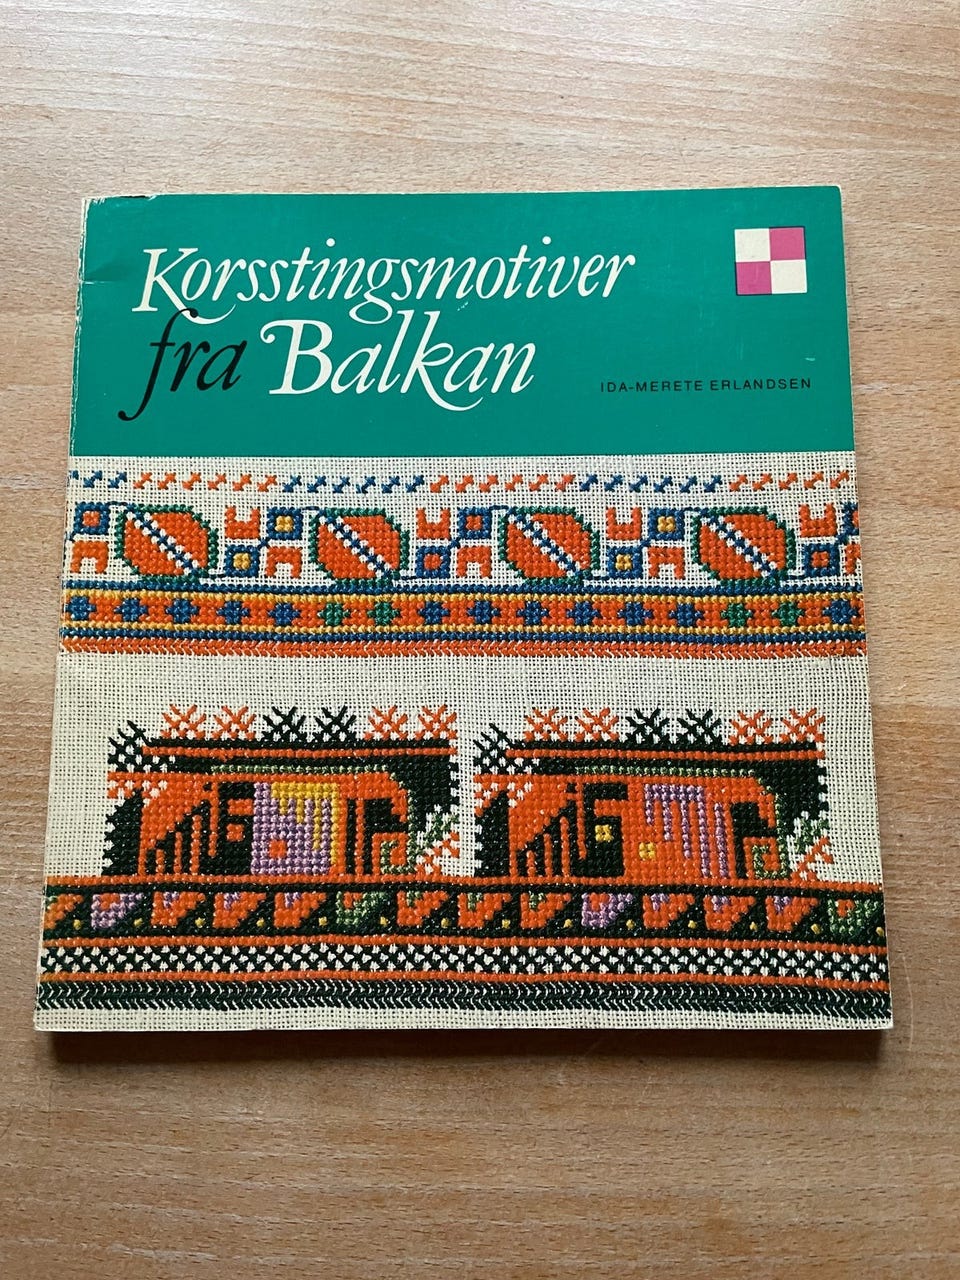 Korsstingsmotiver
fra Balkan
IDA-MERETE ERLANDSEN